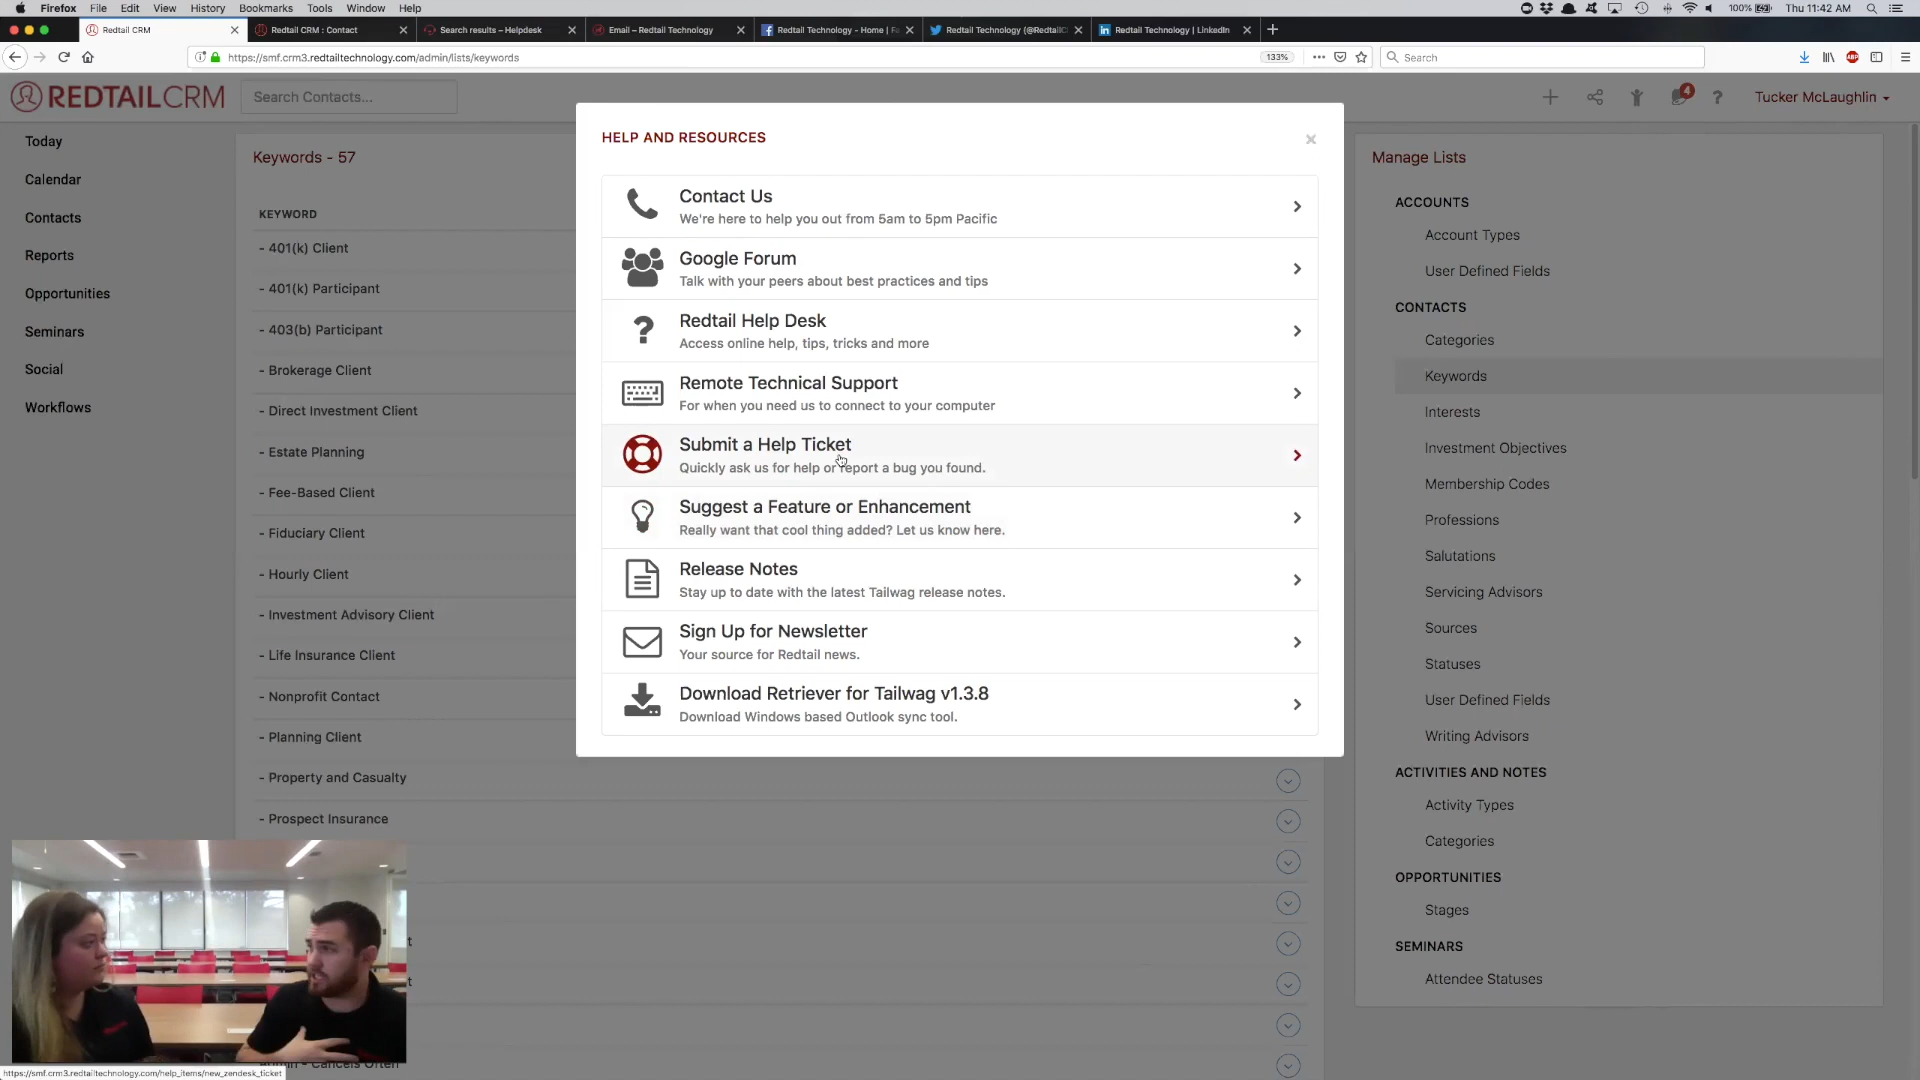 Firefox File Edit View History Bookmarks Tools Window Help
100% Thu 11:42 AM
Redtail CRM
Redtail CRM : Contact
Search results – Helpdesk
Email – Redtail Technology
Redtail Technology - Home | Fa
Redtail Technology (@RedtailC
Redtail Technology | LinkedIn
https://smf.crm3.redtailtechnology.com/admin/lists/keywords
133%
Search
REDTAILCRM
Search Contacts...
4
Tucker McLaughlin
Today
Calendar
Contacts
Reports
Opportunities
Seminars
Social
Workflows
Keywords - 57
KEYWORD
- 401(k) Client
- 401(k) Participant
- 403(b) Participant
- Brokerage Client
- Direct Investment Client
- Estate Planning
- Fee-Based Client
- Fiduciary Client
- Hourly Client
- Investment Advisory Client
- Life Insurance Client
- Nonprofit Contact
- Planning Client
- Property and Casualty
- Prospect Insurance
Cancels Often
HELP AND RESOURCES
Contact Us
We're here to help you out from 5am to 5pm Pacific
Google Forum
Talk with your peers about best practices and tips
Redtail Help Desk
Access online help, tips, tricks and more
Remote Technical Support
For when you need us to connect to your computer
Submit a Help Ticket
Quickly ask us for help or report a bug you found.
Suggest a Feature or Enhancement
Really want that cool thing added? Let us know here.
Release Notes
Stay up to date with the latest Tailwag release notes.
Sign Up for Newsletter
Your source for Redtail news.
Download Retriever for Tailwag v1.3.8
Download Windows based Outlook sync tool.
Manage Lists
ACCOUNTS
Account Types
User Defined Fields
CONTACTS
Categories
Keywords
Interests
Investment Objectives
Membership Codes
Professions
Salutations
Servicing Advisors
Sources
Statuses
User Defined Fields
Writing Advisors
ACTIVITIES AND NOTES
Activity Types
Categories
OPPORTUNITIES
Stages
SEMINARS
Attendee Statuses
https://smf.crm3.redtailtechnology.com/help_items/new_zendesk_ticket